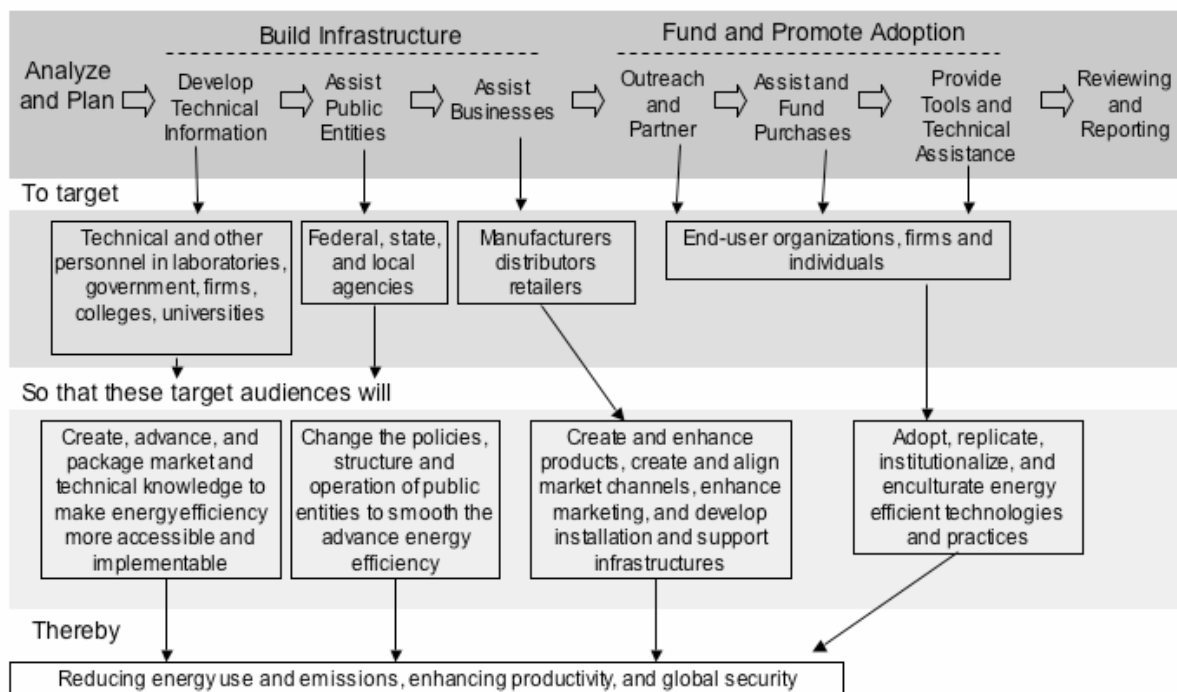 Build Infrastructure
Fund and Promote Adoption
Analyze
and Plan
Develop
Technical
Information
Assist
Public
Entities
Assist
Businesses
Outreach
and
Partner
Assist and
Fund
Purchases
Provide
Tools and
Technical
Assistance
Reviewing
and
Reporting
To target
Technical and other
personnel in laboratories,
government, firms,
colleges, universities
Federal, state,
and local
agencies
Manufacturers
distributors
retailers
End-user organizations, firms and
individuals
So that these target audiences will
Create, advance, and
package market and
technical knowledge to
make energy efficiency
more accessible and
implementable
Change the policies,
structure and
operation of public
entities to smooth the
advance energy
efficiency
Create and enhance
products, create and align
market channels, enhance
marketing, and develop
installation and support
infrastructures
Adopt, replicate,
institutionalize, and
enculturate energy
efficient technologies
and practices
Thereby
Reducing energy use and emissions, enhancing productivity, and global security